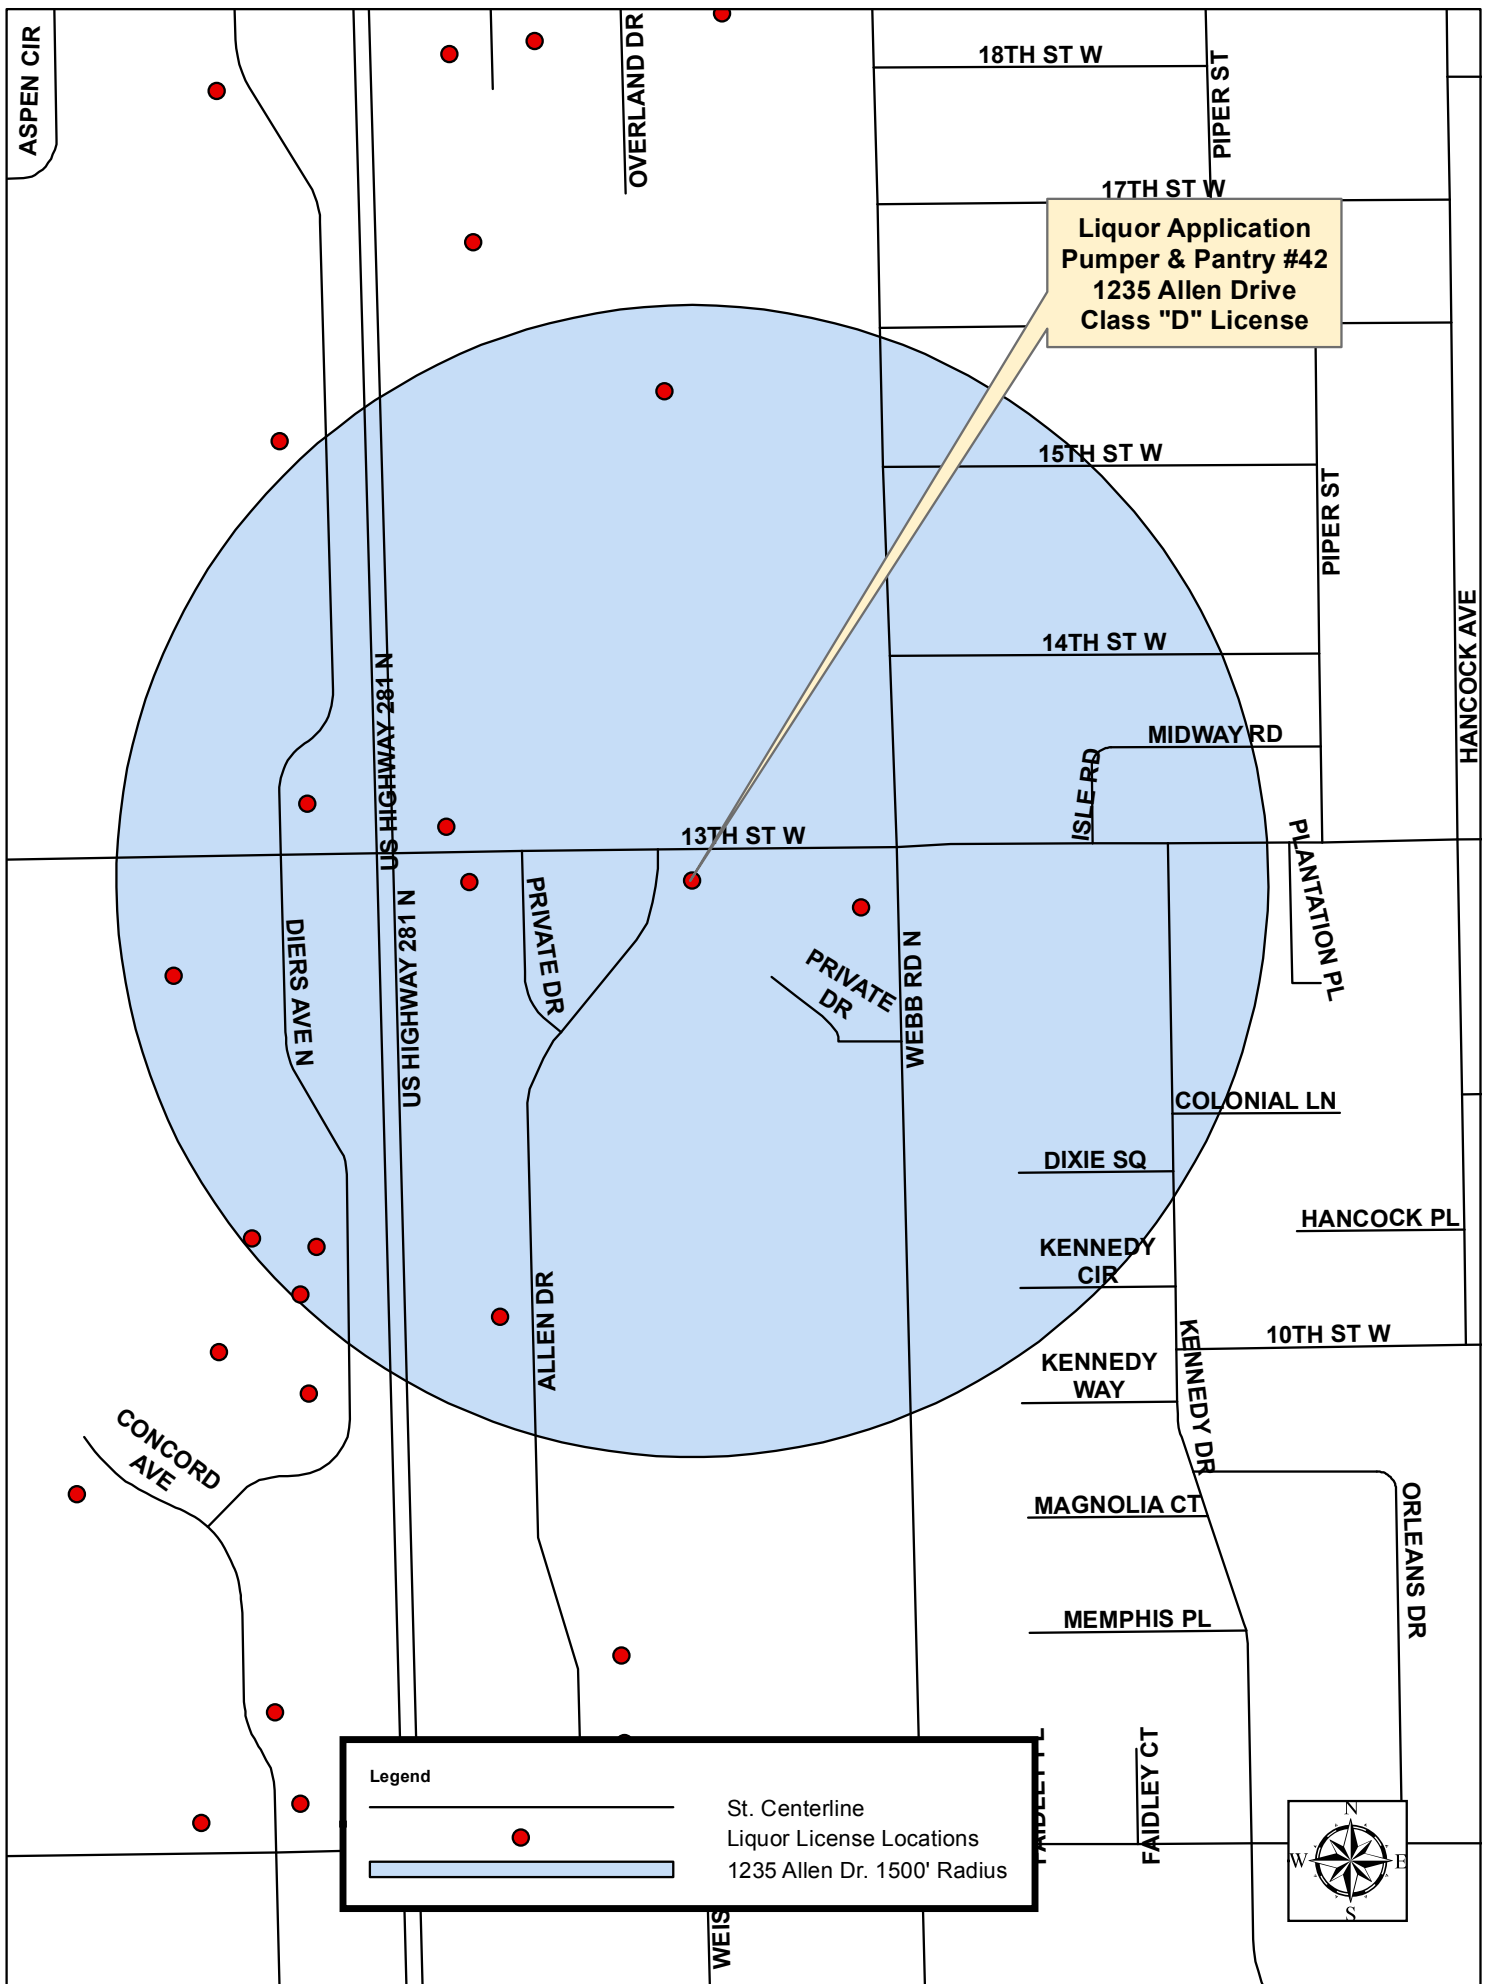 ASPEN CIR
OVERLAND DR
18TH ST W
PIPER ST
17TH ST W
Liquor Application
Pumper & Pantry #42
1235 Allen Drive
Class "D" License
15TH ST W
PIPER ST
HANCOCK AVE
14TH ST W
US HIGHWAY 281 N
MIDWAY RD
ISLE RD
13TH ST W
PLANTATION PL
PRIVATE DR
DIERS AVE N
US HIGHWAY 281 N
PRIVATE
DR
WEBB RD N
COLONIAL LN
DIXIE SQ
HANCOCK PL
KENNEDY
CIR
ALLEN DR
10TH ST W
KENNEDY DR
KENNEDY
WAY
CONCORD
AVE
MAGNOLIA CT
ORLEANS DR
MEMPHIS PL
FAIDLEY CT
Legend
St. Centerline
Liquor License Locations
1235 Allen Dr. 1500' Radius
N
W E
S
WEIS